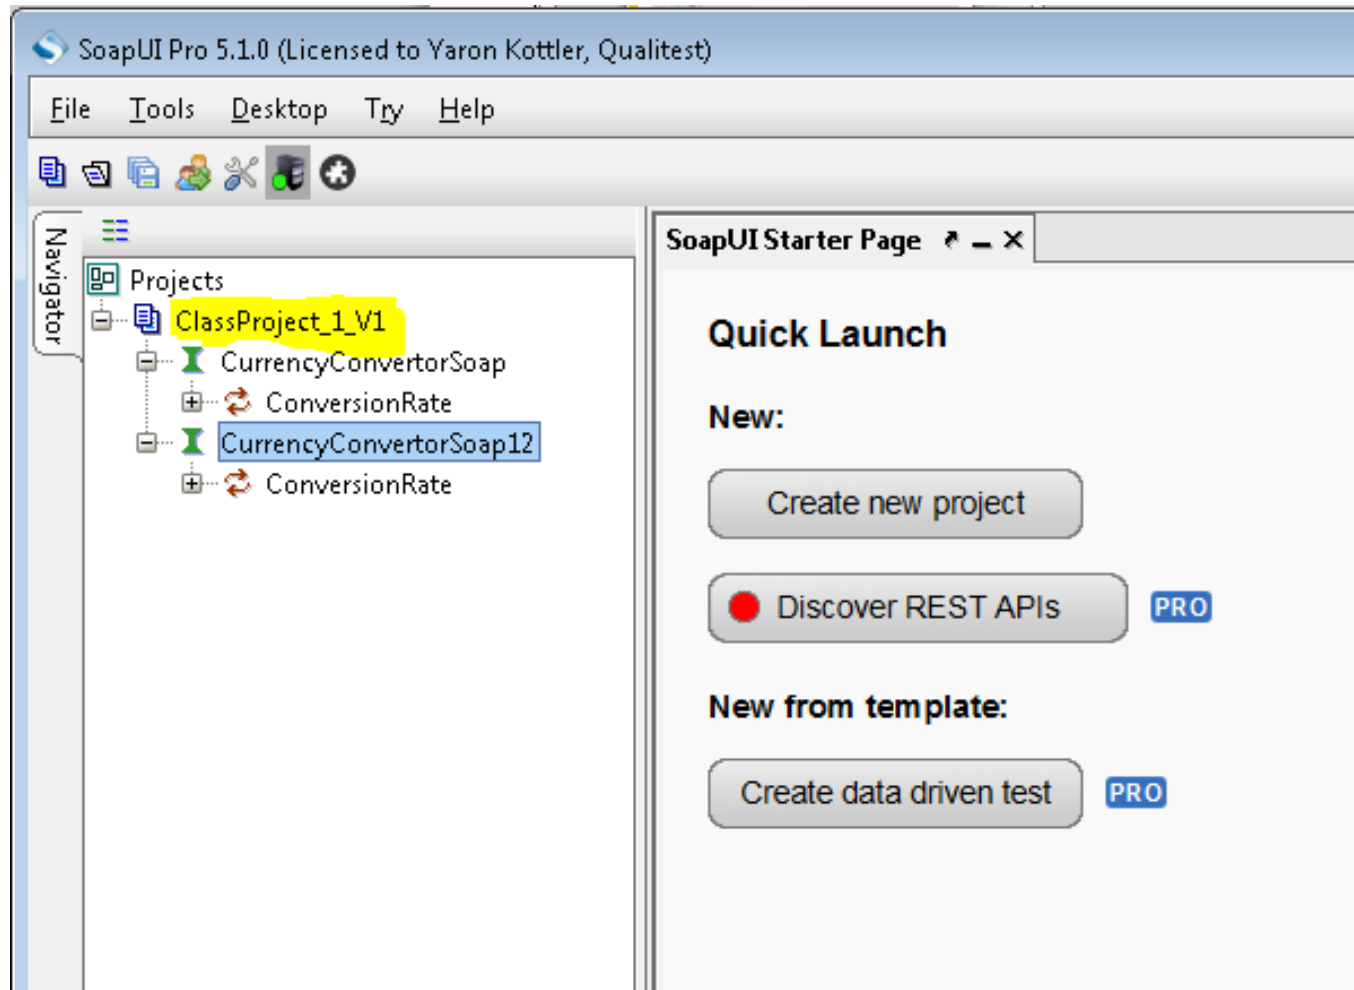 SoapUI Pro 5.1.0 (Licensed to Yaron Kottler, Qualitest)
File Tools Desktop Try Help
Navigator
SoapUI Starter Page
Projects
ClassProject_1_V1
CurrencyConvertorSoap
ConversionRate
CurrencyConvertorSoap12
ConversionRate
Quick Launch
New:
Create new project
Discover REST APIs PRO
New from template:
Create data driven test PRO